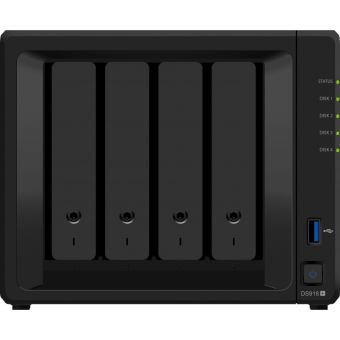 STATUS
DISK 1
DISK 2
DISK 3
DISK 4
DS918+